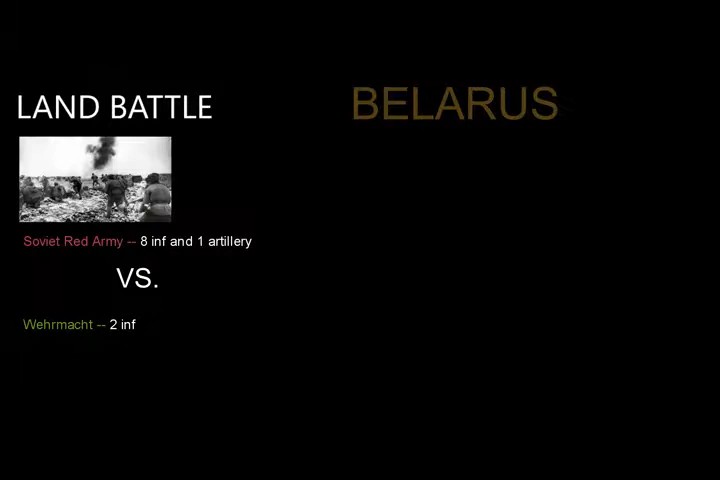 LAND BATTLE
BELARUS
Soviet Red Army -- 8 inf and 1 artillery
VS.
Wehrmacht -- 2 inf